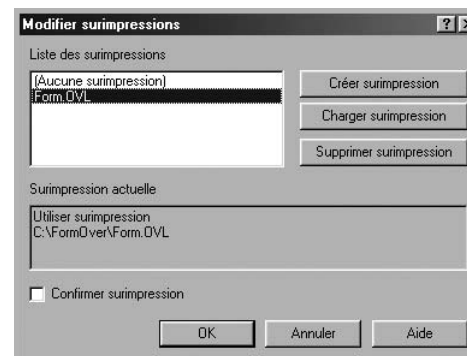 Modifier surimpressions
Liste des surimpressions
(Aucune surimpression)
Form.OVL
Créer surimpression
Charger surimpression
Supprimer surimpression
Surimpression actuelle
Utiliser surimpression
C:\FormOver\Form.OVL
Confirmer surimpression
OK
Annuler
Aide